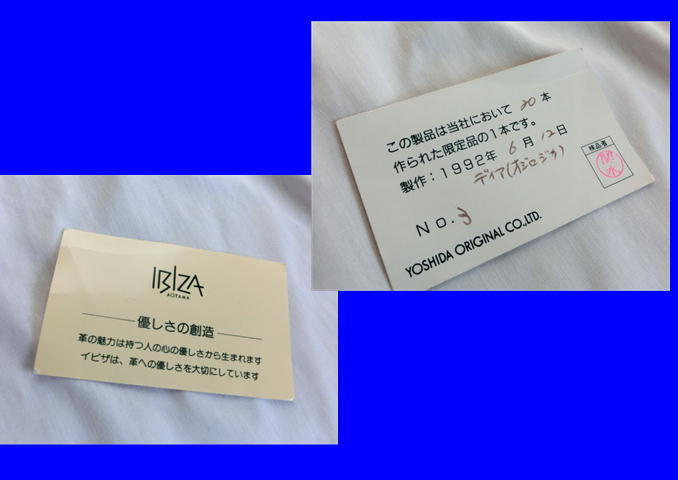 この製品は当社において 20 本
作られた限定品の1本です。
製作：1992年 6 月 12日
ディア(オジロジカ)
検品者
NO. 3
YOSHIDA ORIGINAL CO.,LTD.
IBIZA
AOYAMA
優しさの創造
革の魅力は持つ人の心の優しさから生まれます
イビザは、革への優しさを大切にしています